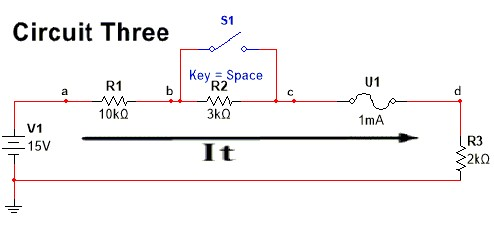 Circuit Three
S1
Key = Space
a
R1
10kΩ
b
R2
3kΩ
c
U1
1mA
d
V1
15V
It
R3
2kΩ